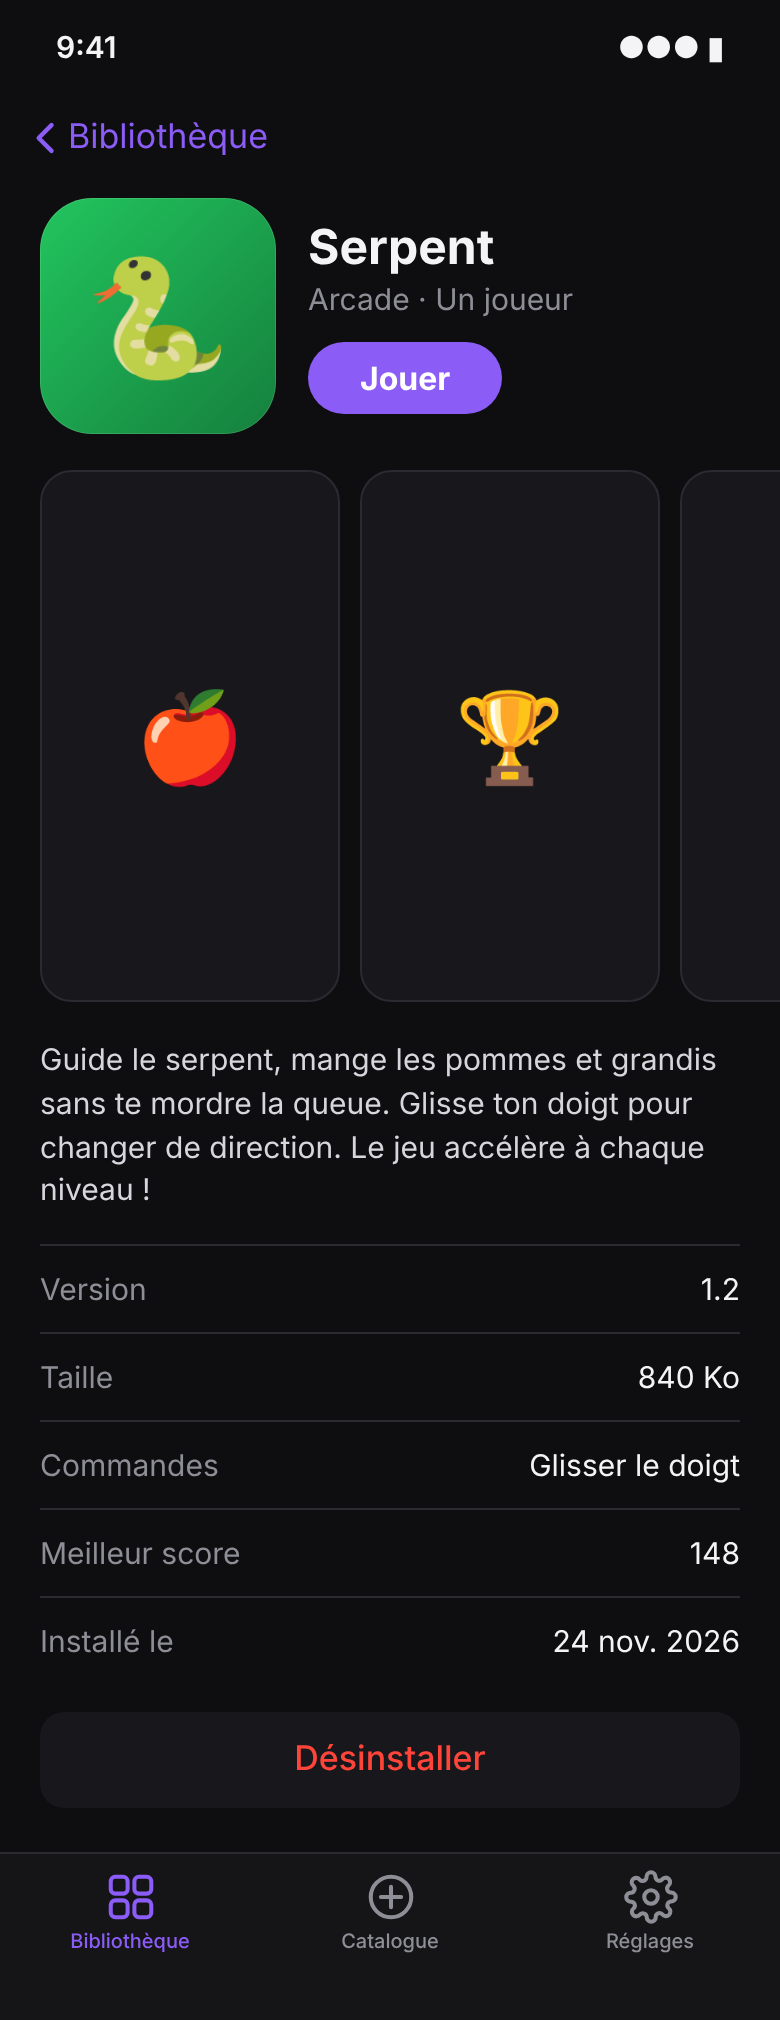 9:41
Bibliothèque
Serpent
Arcade · Un joueur
Jouer
Guide le serpent, mange les pommes et grandis
sans te mordre la queue. Glisse ton doigt pour
changer de direction. Le jeu accélère à chaque
niveau !
Version 1.2
Taille 840 Ko
Commandes Glisser le doigt
Meilleur score 148
Installé le 24 nov. 2026
Désinstaller
Bibliothèque Catalogue Réglages